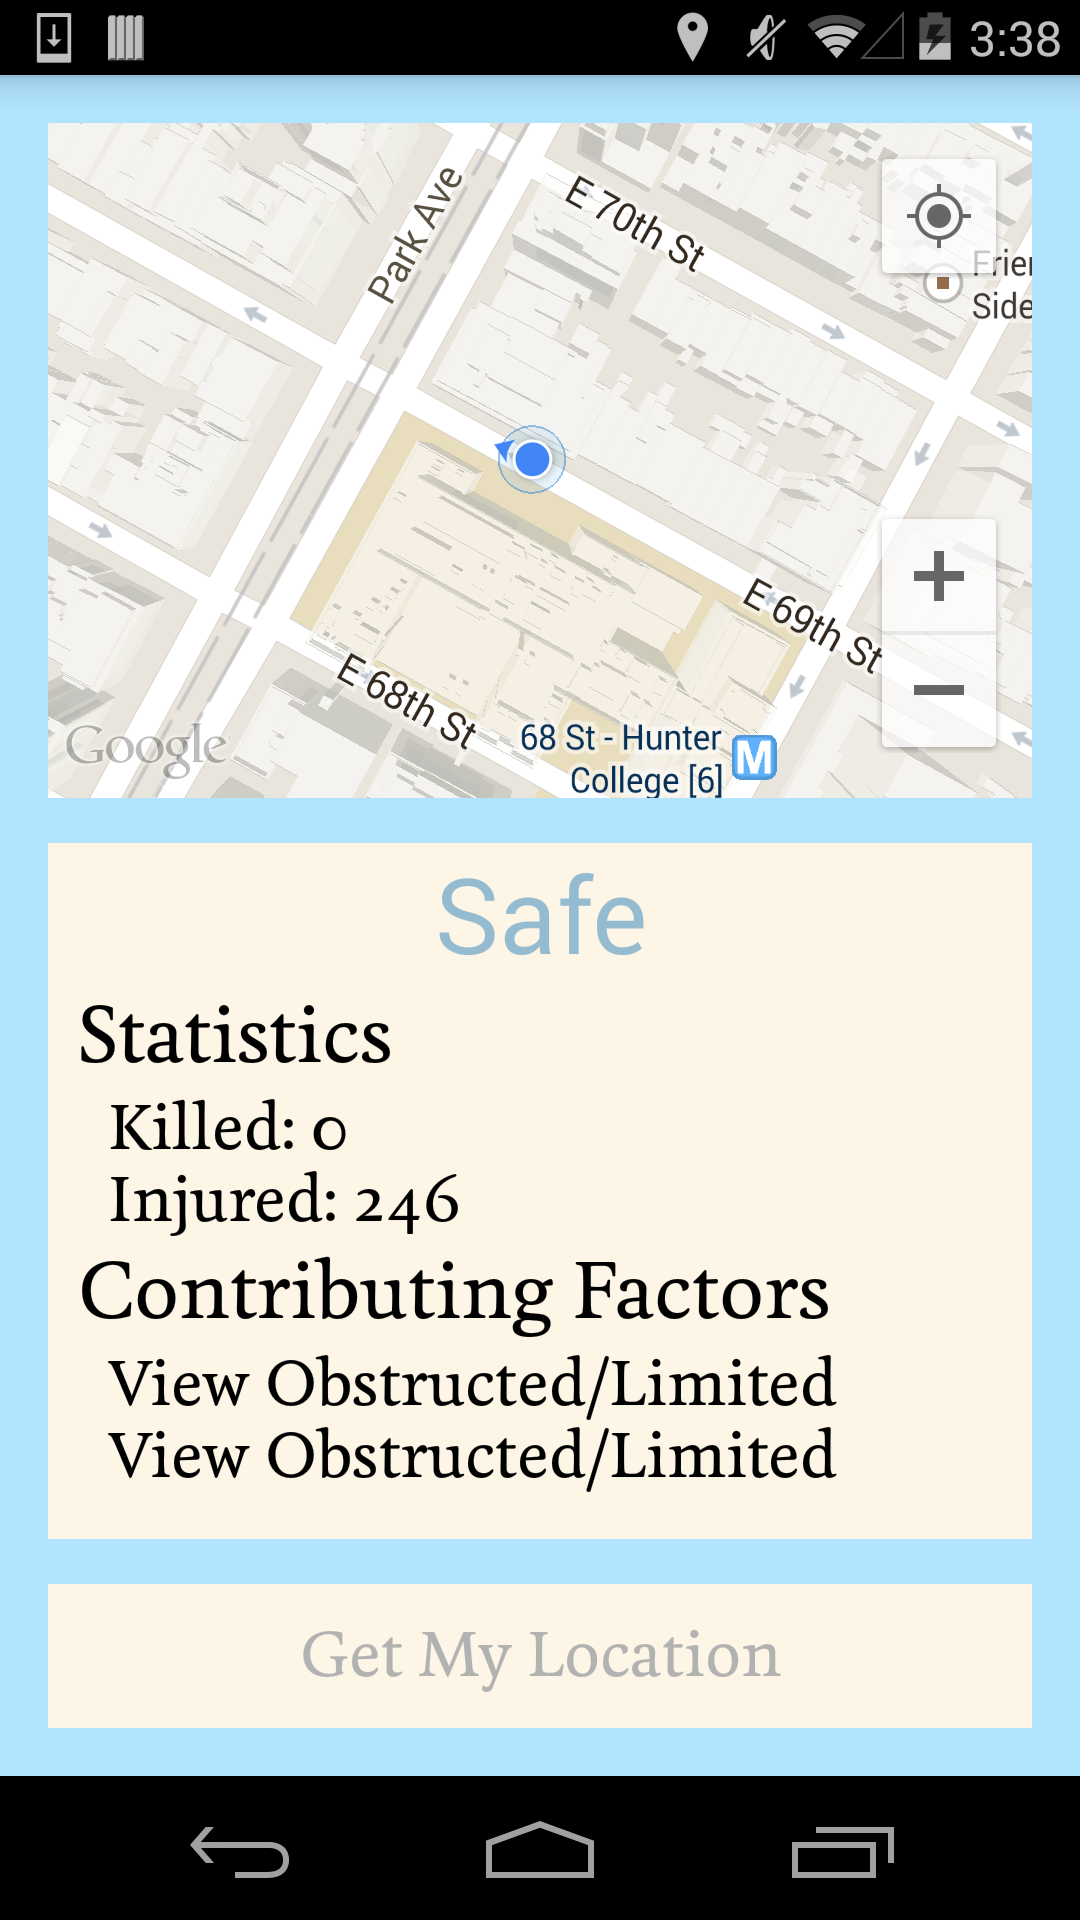 3:38
Park Ave
E 70th St
Frien
Side
E 69th St
E 68th St
68 St - Hunter
College [6]
M
Google
Safe
Statistics
Killed: 0
Injured: 246
Contributing Factors
View Obstructed/Limited
View Obstructed/Limited
Get My Location